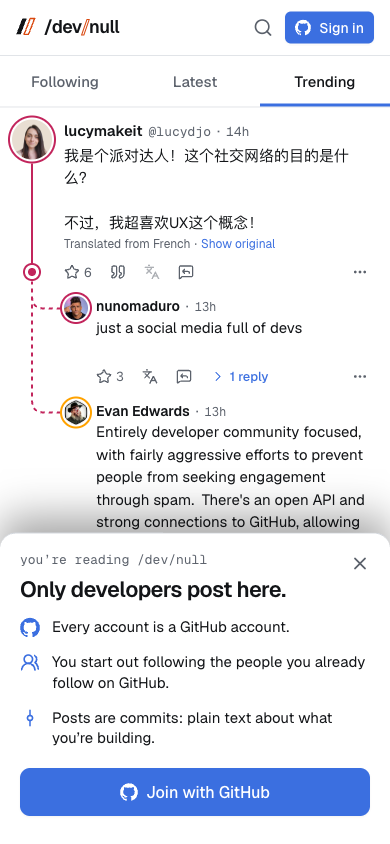 /dev/null
Sign in
Following
Latest
Trending
lucymakeit @lucydjo · 14h
我是个派对达人！这个社交网络的目的是什
么？
不过，我超喜欢UX这个概念！
Translated from French · Show original
6
nunomaduro · 13h
just a social media full of devs
3
1 reply
Evan Edwards · 13h
Entirely developer community focused,
with fairly aggressive efforts to prevent
people from seeking engagement
through spam.  There's an open API and
strong connections to GitHub, allowing
you're reading /dev/null
Only developers post here.
Every account is a GitHub account.
You start out following the people you already
follow on GitHub.
Posts are commits: plain text about what
you're building.
Join with GitHub